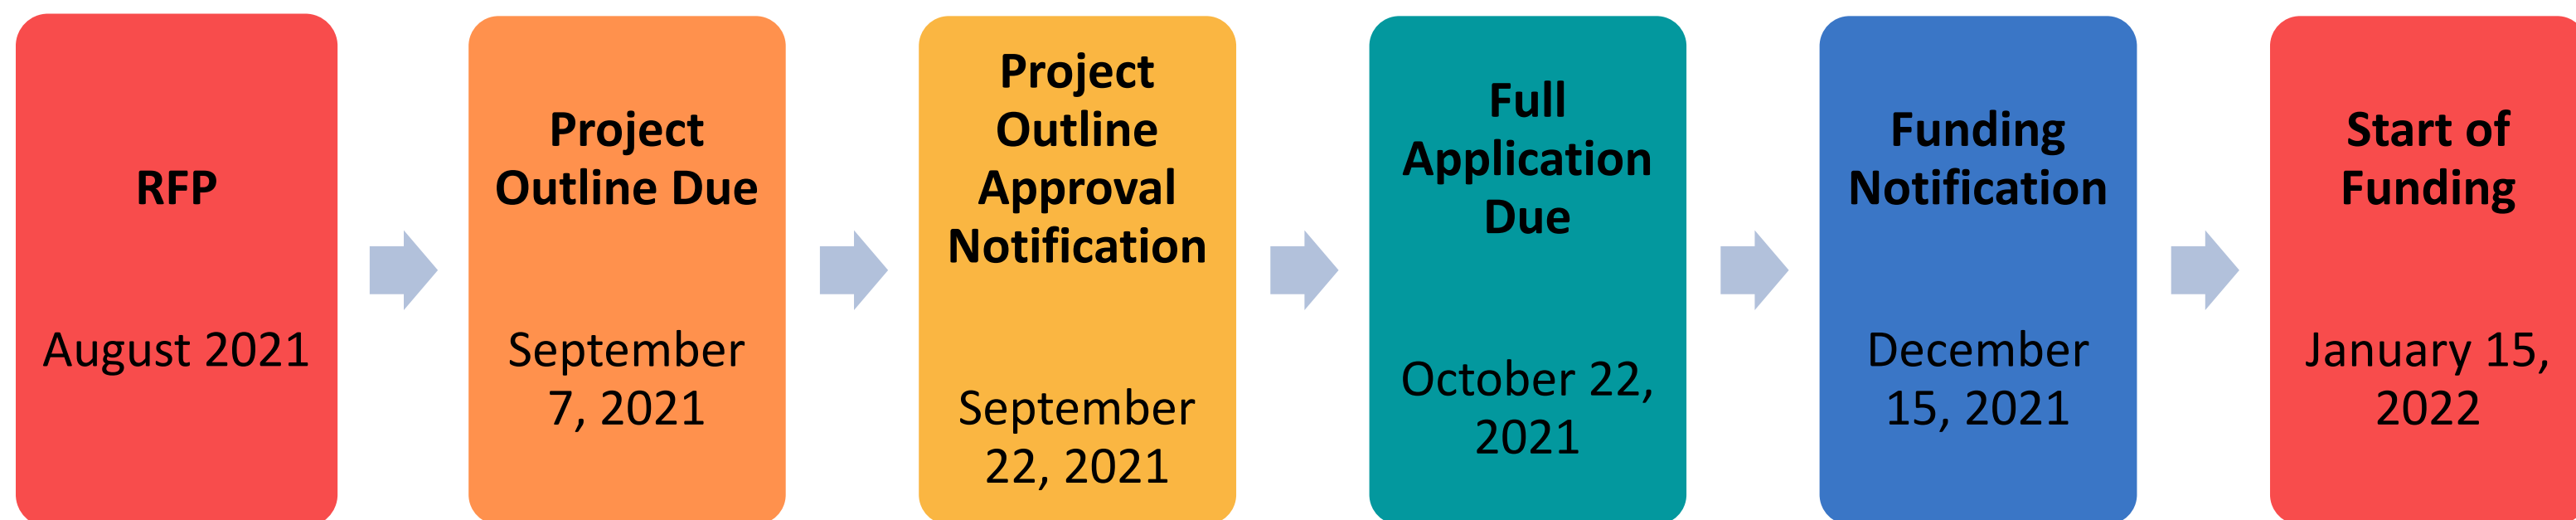 RFP
August 2021
Project
Outline Due
September
7, 2021
Project
Outline
Approval
Notification
September
22, 2021
Full
Application
Due
October 22,
2021
Funding
Notification
December
15, 2021
Start of
Funding
January 15,
2022